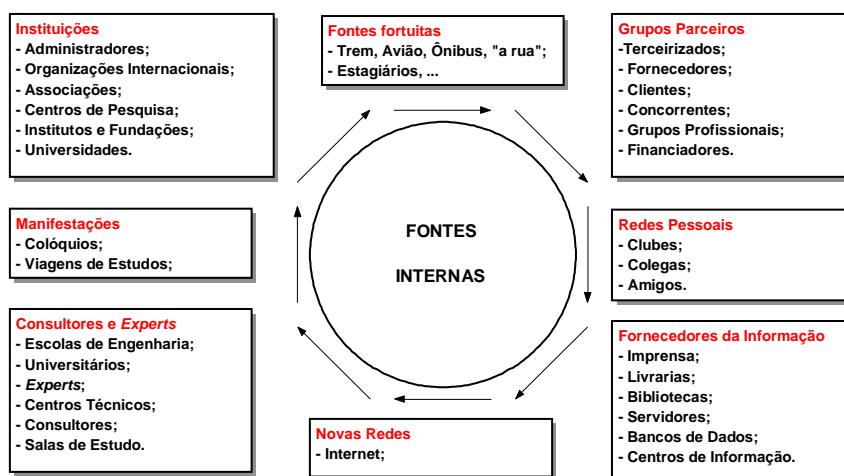 Instituições
- Administradores;
- Organizações Internacionais;
- Associações;
- Centros de Pesquisa;
- Institutos e Fundações;
- Universidades.
Fontes fortuitas
- Trem, Avião, Ônibus, "a rua";
- Estagiários, ...
Grupos Parceiros
-Terceirizados;
- Fornecedores;
- Clientes;
- Concorrentes;
- Grupos Profissionais;
- Financiadores.
Manifestações
- Colóquios;
- Viagens de Estudos;
FONTES
INTERNAS
Redes Pessoais
- Clubes;
- Colegas;
- Amigos.
Consultores e Experts
- Escolas de Engenharia;
- Universitários;
- Experts;
- Centros Técnicos;
- Consultores;
- Salas de Estudo.
Novas Redes
- Internet;
Fornecedores da Informação
- Imprensa;
- Livrarias;
- Bibliotecas;
- Servidores;
- Bancos de Dados;
- Centros de Informação.